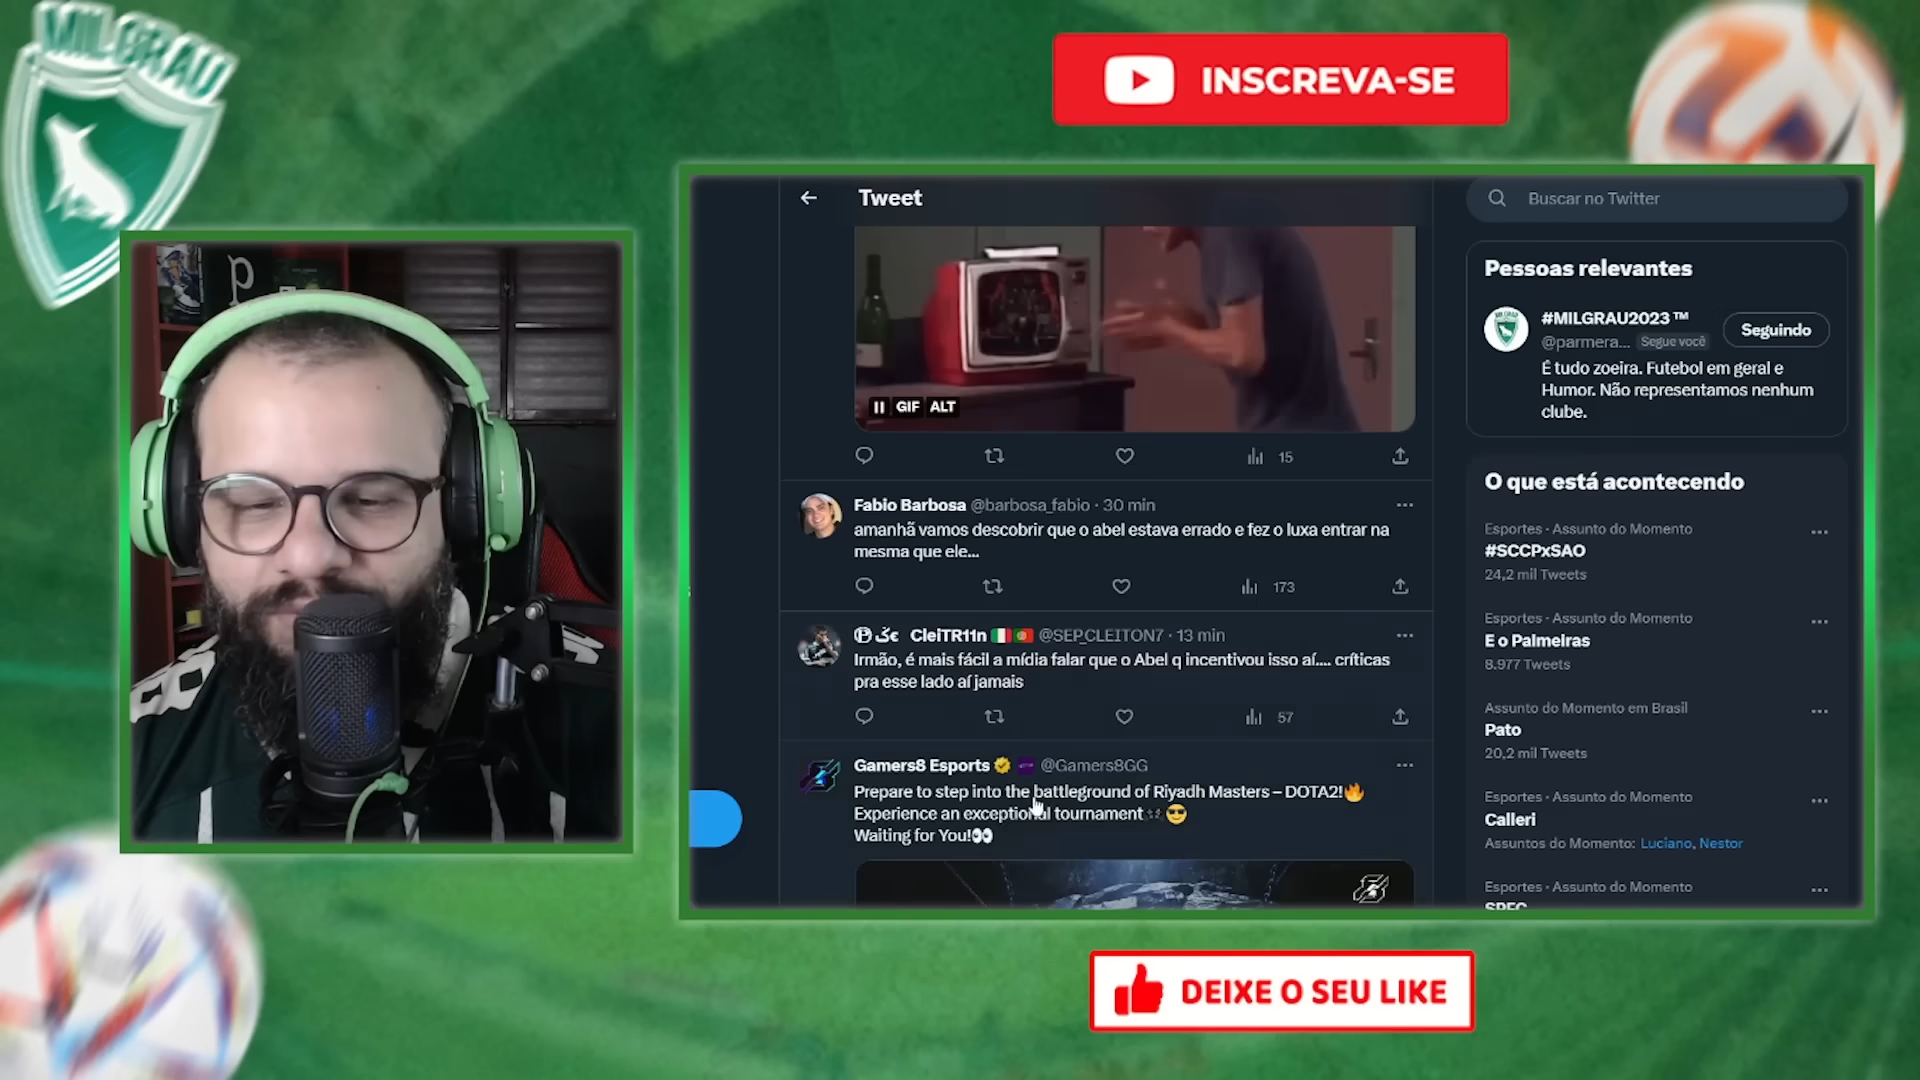 MILGRAU
INSCREVA-SE
P
Tweet
Buscar no Twitter
GIF ALT
15
Fabio Barbosa @barbosa_fabio · 30 min
amanhã vamos descobrir que o abel estava errado e fez o luxa entrar na
mesma que ele...
173
CleiTR11n @SEPCLEITON7 · 13 min
Irmão, é mais fácil a mídia falar que o Abel q incentivou isso aí.... críticas
pra esse lado aí jamais
57
Gamers8 Esports @Gamers8GG
Prepare to step into the battleground of Riyadh Masters – DOTA2!🔥
Experience an exceptional tournament 😎
Waiting for You!👀
Pessoas relevantes
#MILGRAU2023™
Seguindo
@parmera... Segue você
É tudo zoeira. Futebol em geral e
Humor. Não representamos nenhum
clube.
O que está acontecendo
Esportes · Assunto do Momento
#SCCPxSAO
24,2 mil Tweets
Esportes · Assunto do Momento
E o Palmeiras
8.977 Tweets
Assunto do Momento em Brasil
Pato
20,2 mil Tweets
Esportes · Assunto do Momento
Calleri
Assuntos do Momento: Luciano, Nestor
Esportes · Assunto do Momento
SPFC
DEIXE O SEU LIKE